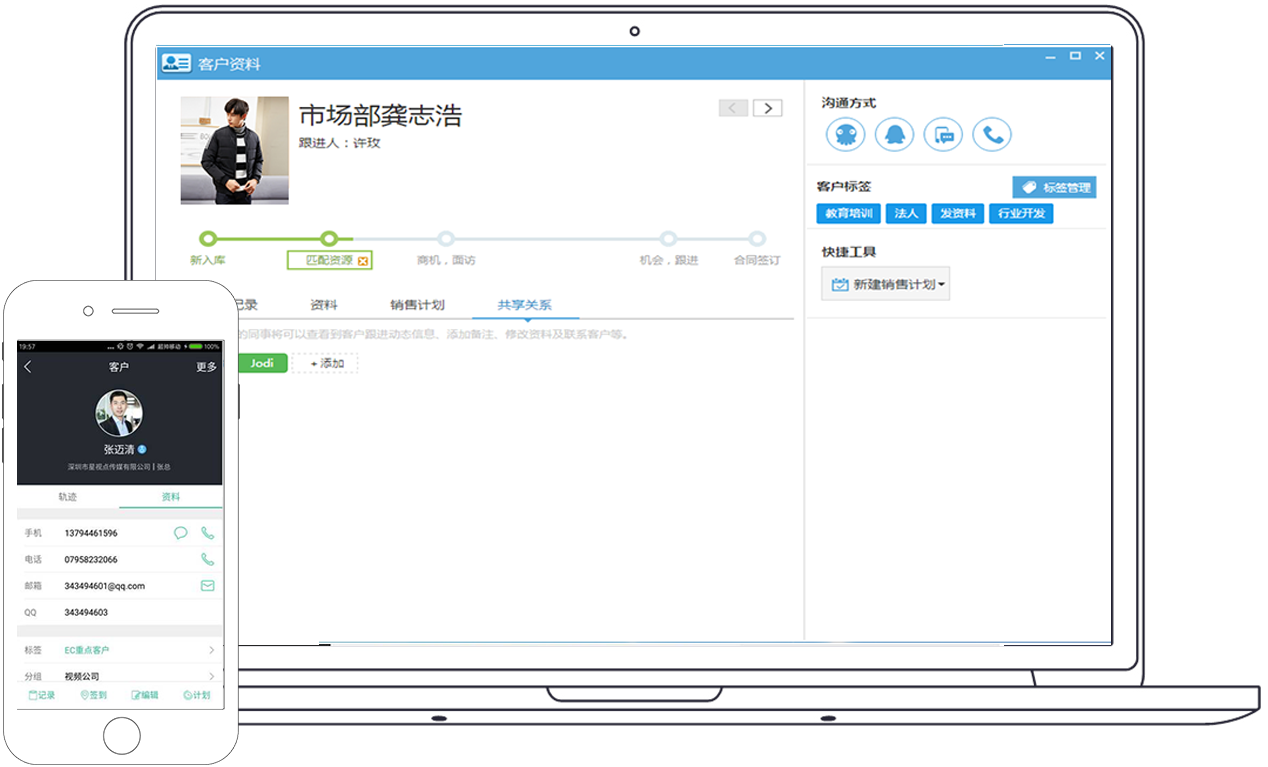 客户资料
市场部龚志浩
跟进人：许玫
新入库
匹配资源
商机，面访
机会，跟进
合同签订
记录
资料
销售计划
共享关系
的同事将可以查看到客户跟进动态信息、添加备注、修改资料及联系客户等。
Jodi
+添加
沟通方式
客户标签
标签管理
教育培训
法人
发资料
行业开发
快捷工具
新建销售计划
19:57
100%
客户
更多
张迈清
深圳市星视点传媒有限公司 | 张总
轨迹
资料
手机 13794461596
电话 07958232066
邮箱 343494601@qq.com
QQ 343494603
标签 EC重点客户
分组 视频公司
记录
签到
编辑
计划